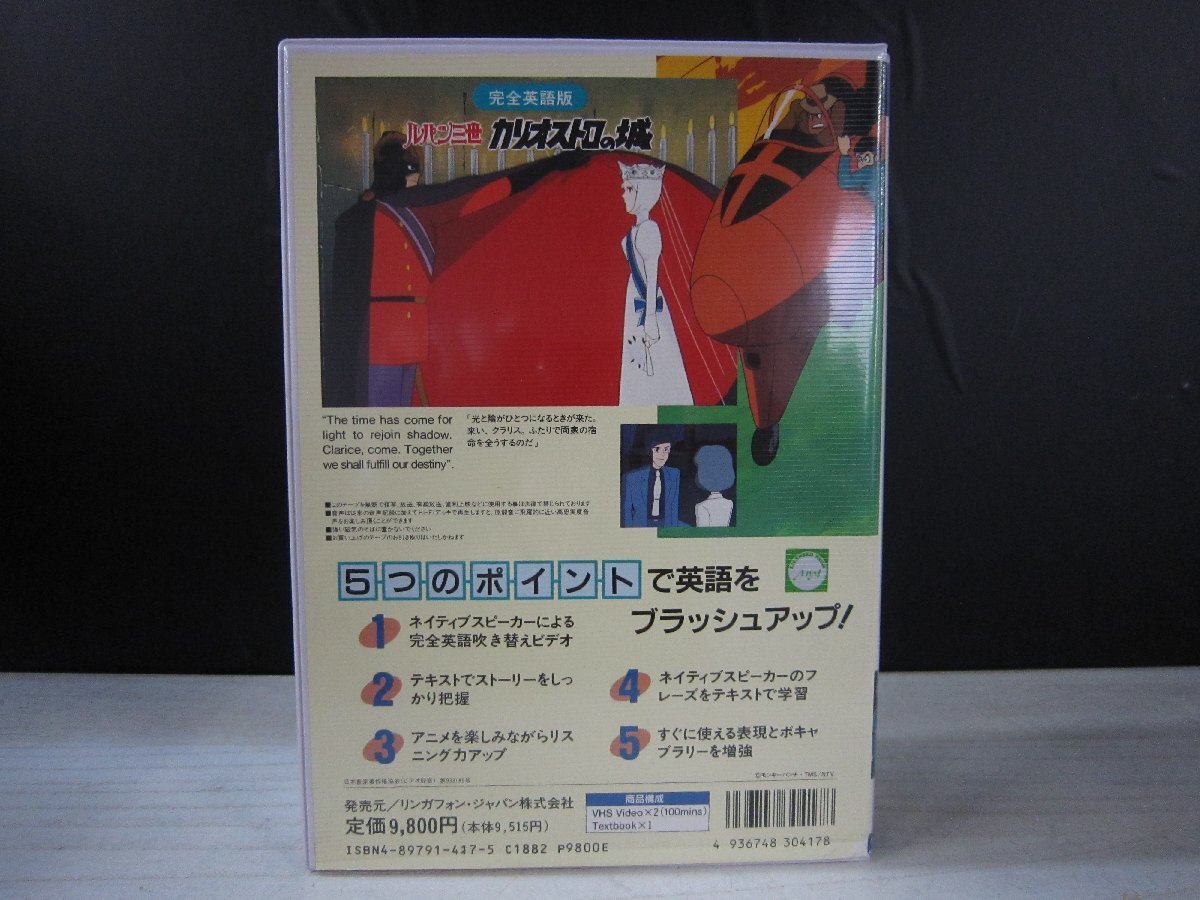 完全英語版
ルパン三世 カリオストロの城
"The time has come for
light to rejoin shadow.
Clarice, come. Together
we shall fulfill our destiny".
「光と陰がひとつになるときが来た。
来い、クラリス。ふたりで両家の宿
命を全うするのだ」
5つのポイントで英語を
ブラッシュアップ!
1 ネイティブスピーカーによる
完全英語吹き替えビデオ
2 テキストでストーリーをしっ
かり把握
3 アニメを楽しみながらリス
ニング力アップ
4 ネイティブスピーカーのフ
レーズをテキストで学習
5 すぐに使える表現とボキャ
ブラリーを増強
©モンキーパンチ・TMS/NTV
発売元/リンガフォン・ジャパン株式会社
定価9,800円(本体9,515円)
ISBN4-89791-417-5 C1882 P9800E
商品構成
VHS Video×2(100mins)
Textbook×1
4 936748 304178